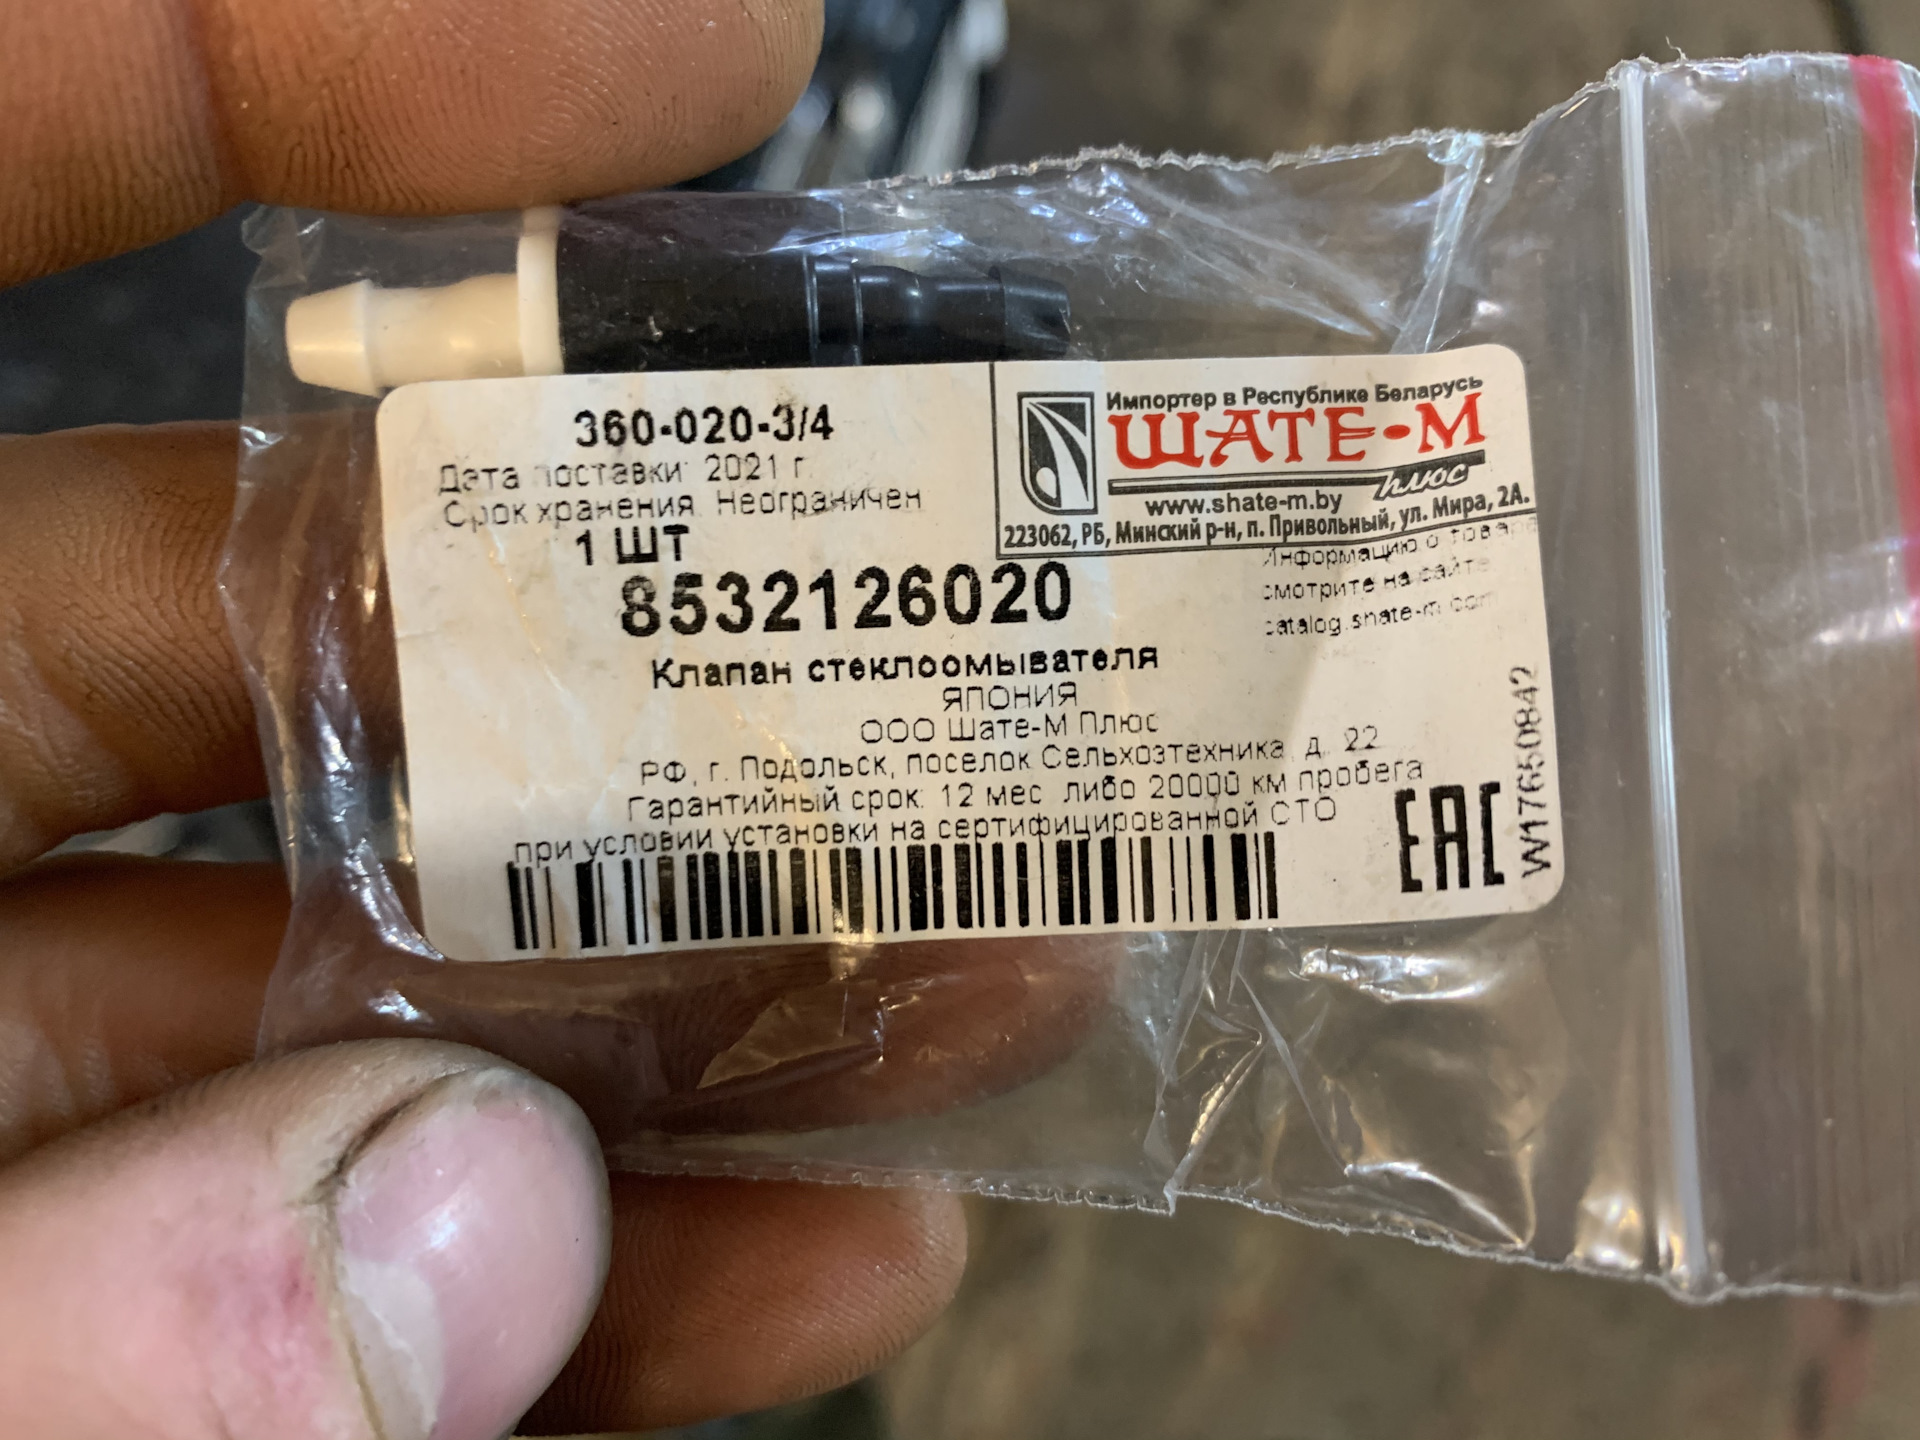 360-020-3/4
Дата поставки: 2021 г.
Срок хранения: Неограничен
1 ШТ
8532126020
Импортер в Республике Беларусь
ШАТЕ-М
плюс
www.shate-m.by
223062, РБ, Минский р-н, п. Привольный, ул. Мира, 2А.
Информацию о товаре
смотрите на сайте
catalog.shate-m.com
Клапан стеклоомывателя
ЯПОНИЯ
ООО Шате-М Плюс
РФ, г. Подольск, поселок Сельхозтехника, д. 22
Гарантийный срок: 12 мес. либо 20000 км пробега
при условии установки на сертифицированной СТО
EAC
W17650842